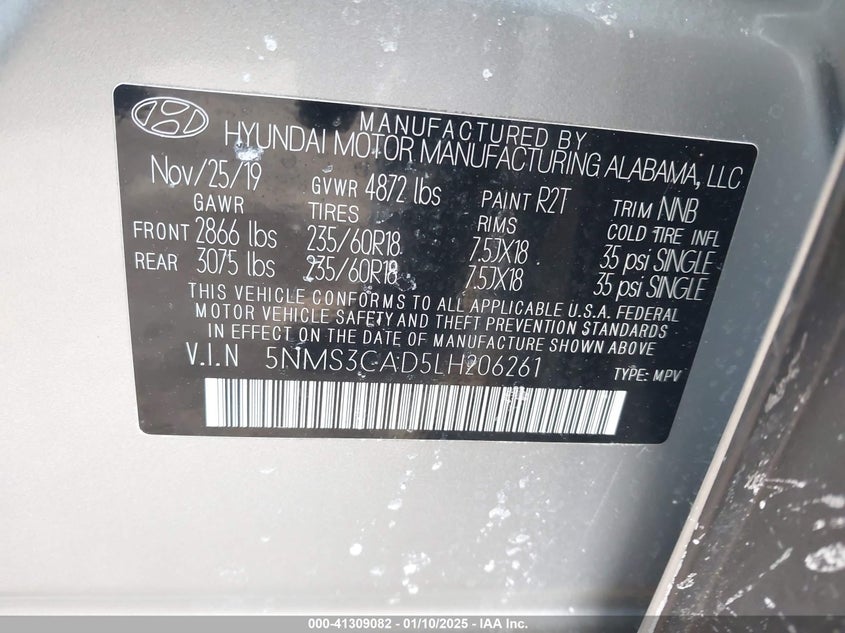 MANUFACTURED BY
HYUNDAI MOTOR MANUFACTURING ALABAMA, LLC
Nov/25/19 GVWR 4872 lbs PAINT R2T TRIM NNB
GAWR TIRES RIMS COLD TIRE INFL
FRONT 2866 lbs 235/60R18 7.5JX18 35 psi SINGLE
REAR 3075 lbs 235/60R18 7.5JX18 35 psi SINGLE
THIS VEHICLE CONFORMS TO ALL APPLICABLE U.S.A. FEDERAL
MOTOR VEHICLE SAFETY AND THEFT PREVENTION STANDARDS
IN EFFECT ON THE DATE OF MANUFACTURE SHOWN ABOVE
V.I.N 5NMS3CAD5LH206261 TYPE: MPV
000-41309082 - 01/10/2025 - IAA Inc.